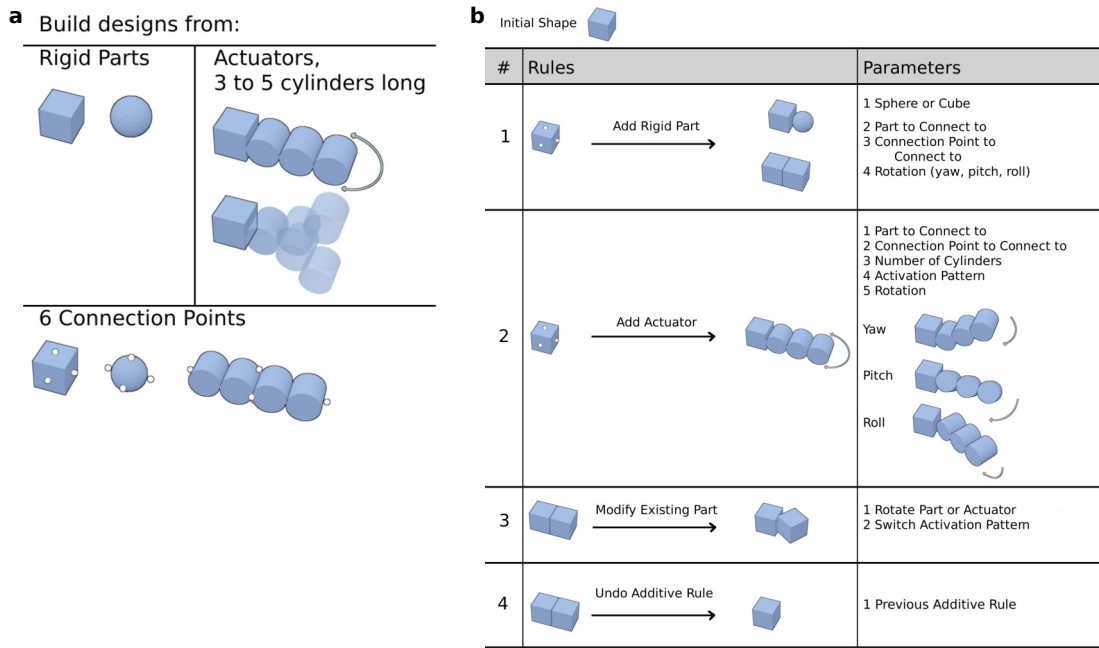 a
Build designs from:
Rigid Parts
Actuators,
3 to 5 cylinders long
6 Connection Points
b
Initial Shape
# Rules Parameters
1
Add Rigid Part
1 Sphere or Cube
2 Part to Connect to
3 Connection Point to
Connect to
4 Rotation (yaw, pitch, roll)
2
Add Actuator
1 Part to Connect to
2 Connection Point to Connect to
3 Number of Cylinders
4 Activation Pattern
5 Rotation
Yaw
Pitch
Roll
3
Modify Existing Part
1 Rotate Part or Actuator
2 Switch Activation Pattern
4
Undo Additive Rule
1 Previous Additive Rule